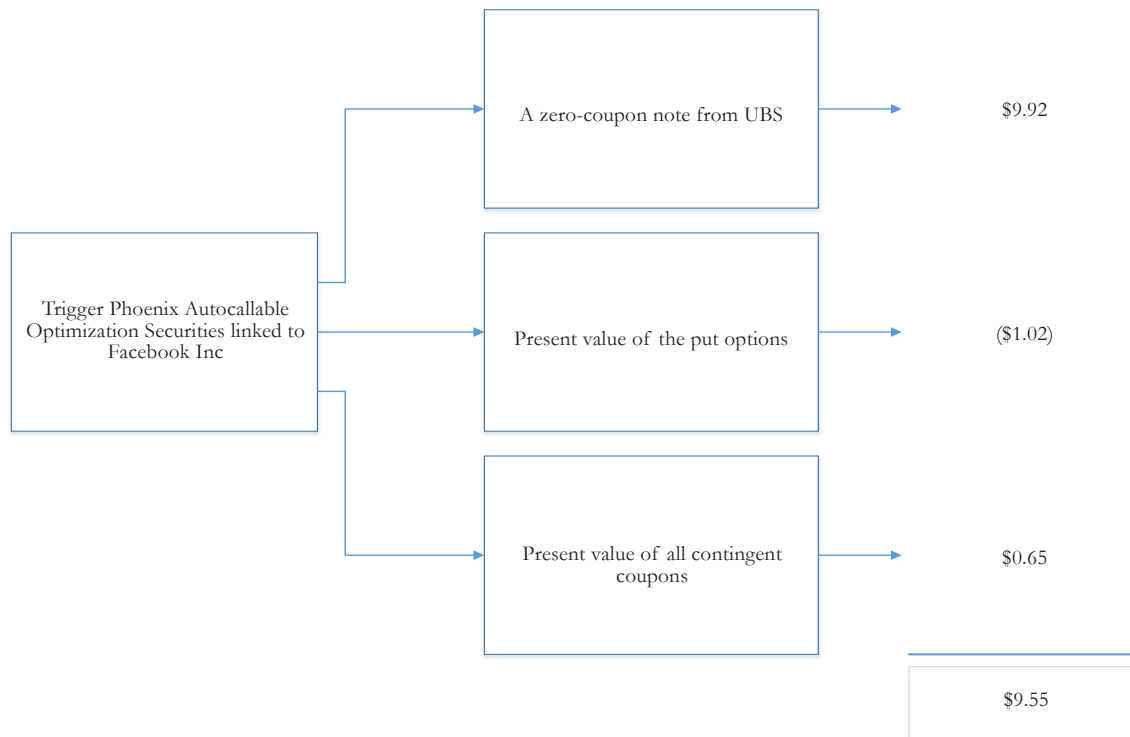 A zero-coupon note from UBS
$9.92
Trigger Phoenix Autocallable
Optimization Securities linked to
Facebook Inc
Present value of the put options
($1.02)
Present value of all contingent
coupons
$0.65
$9.55